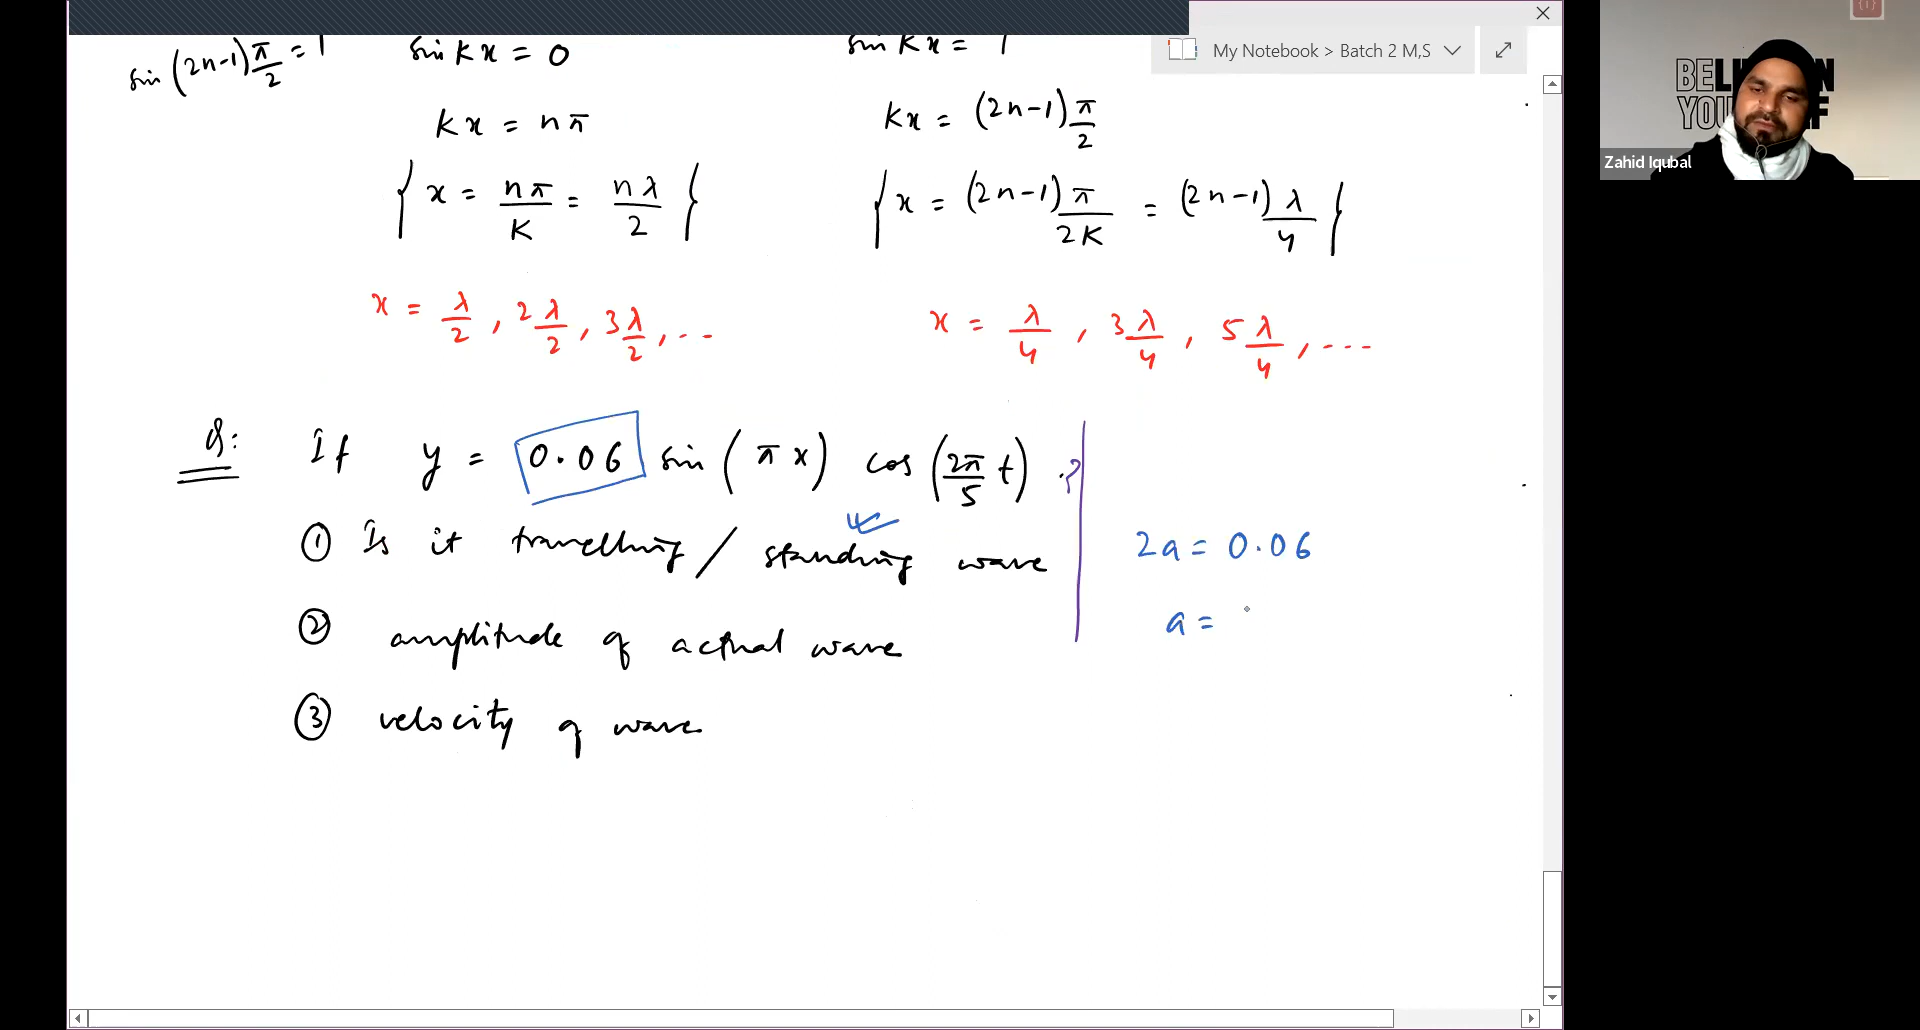 My Notebook > Batch 2 M,S
sin (2n-1) π/2 = 1
sin kx = 0
kx = nπ
{ x = nπ/K = nλ/2 }
x = λ/2 , 2λ/2 , 3λ/2 , ...
sin kx = 1
kx = (2n-1) π/2
{ x = (2n-1) π/2K = (2n-1) λ/4 }
x = λ/4 , 3λ/4 , 5λ/4 , ...
Q: If y = 0.06 sin (πx) cos (2π/5 t) .?
① Is it travelling / standing wave
② amplitude of actual wave
③ velocity of wave
2a = 0.06
a =
Zahid Iqubal